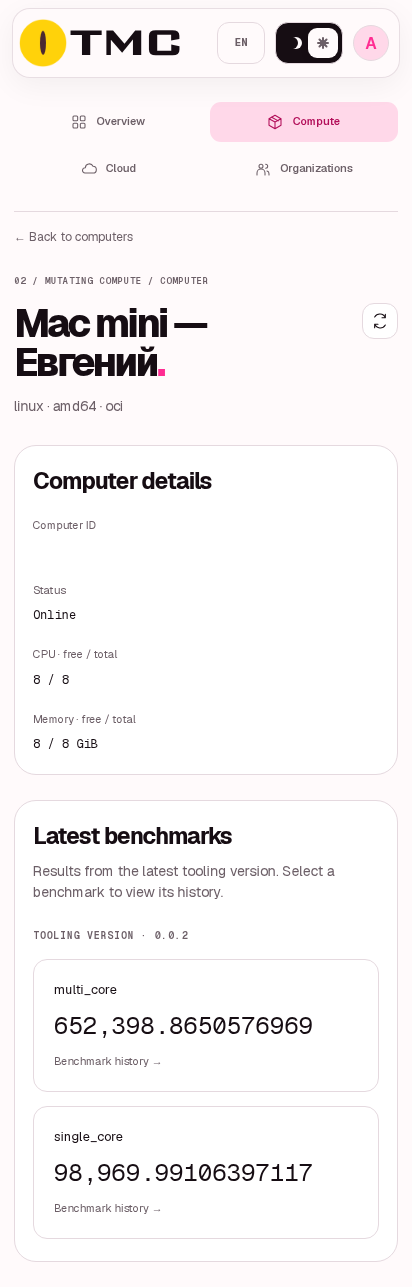 TMC
EN
A
Overview
Compute
Cloud
Organizations
← Back to computers
02 / MUTATING COMPUTE / COMPUTER
Mac mini —
Евгений.
linux · amd64 · oci
Computer details
Computer ID
Status
Online
CPU · free / total
8 / 8
Memory · free / total
8 / 8 GiB
Latest benchmarks
Results from the latest tooling version. Select a
benchmark to view its history.
TOOLING VERSION · 0.0.2
multi_core
652,398.8650576969
Benchmark history →
single_core
98,969.99106397117
Benchmark history →